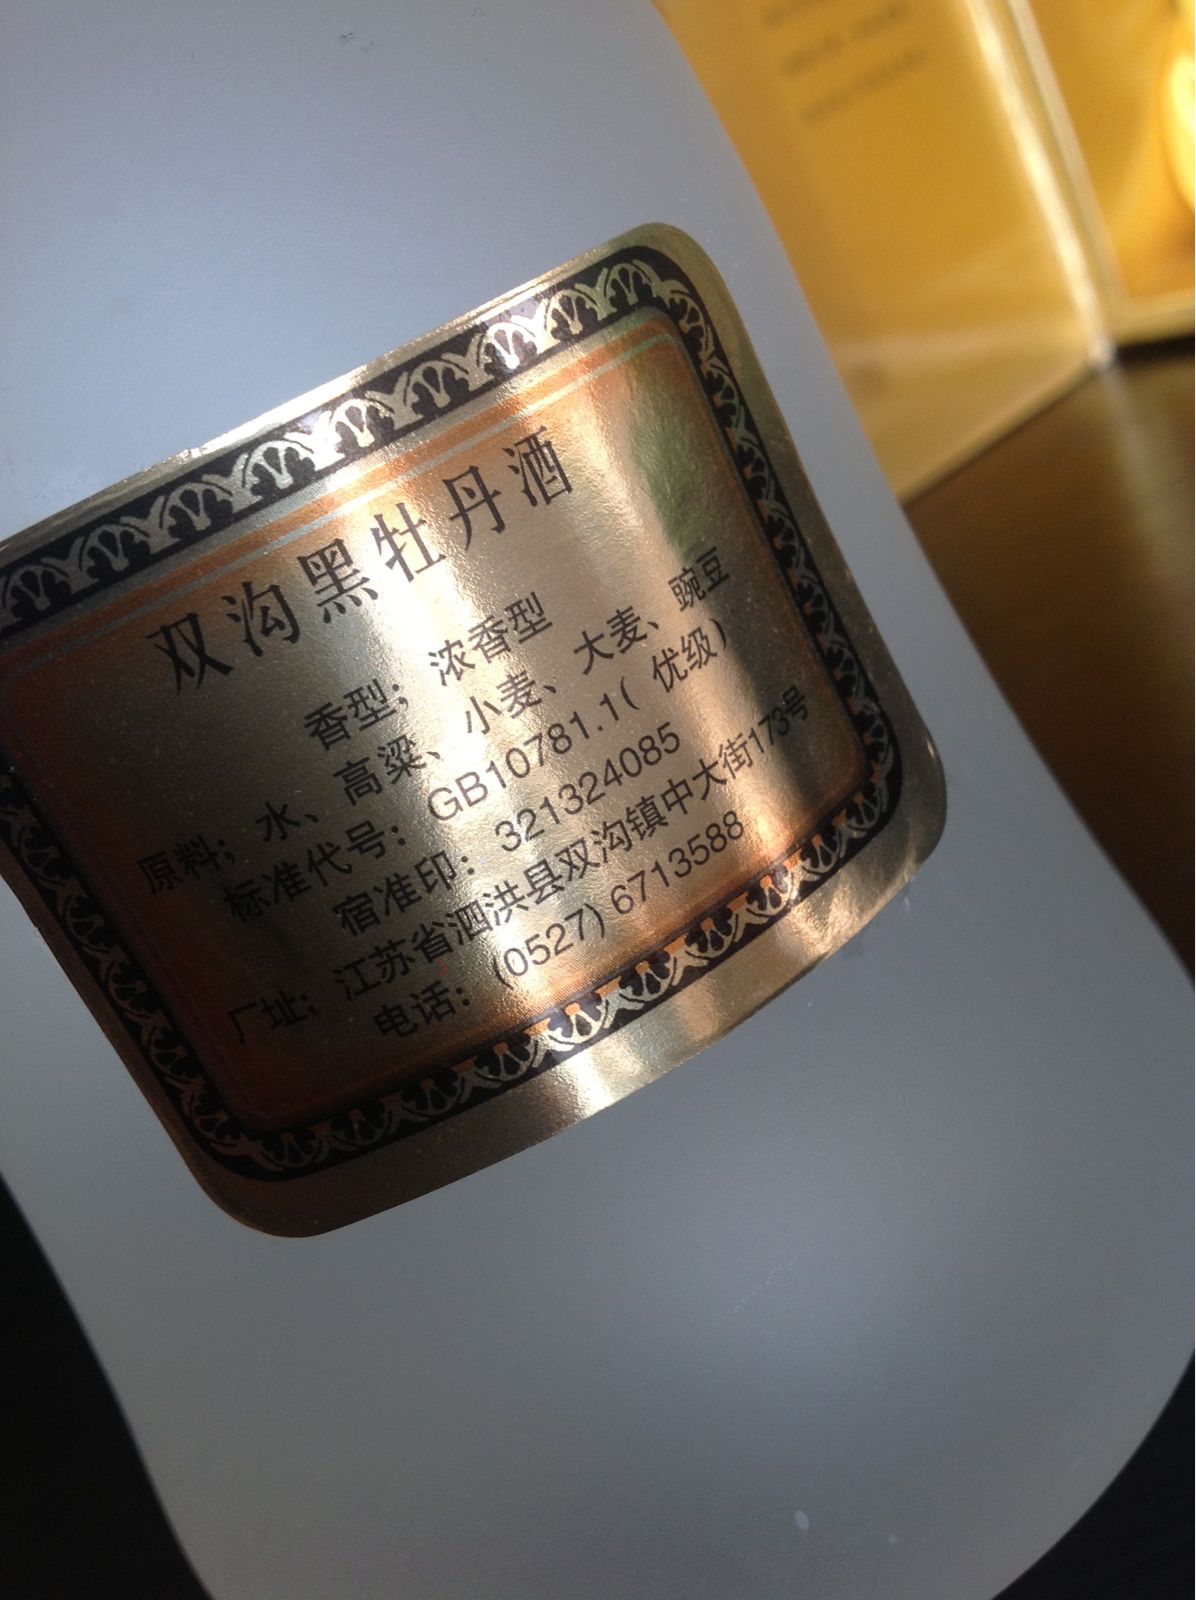 双沟黑牡丹酒
香型；浓香型
原料；水、高粱、小麦、大麦、豌豆
标准代号：GB10781.1( 优级)
宿准印：321324085
厂址；江苏省泗洪县双沟镇中大街173号
电话：(0527) 6713588